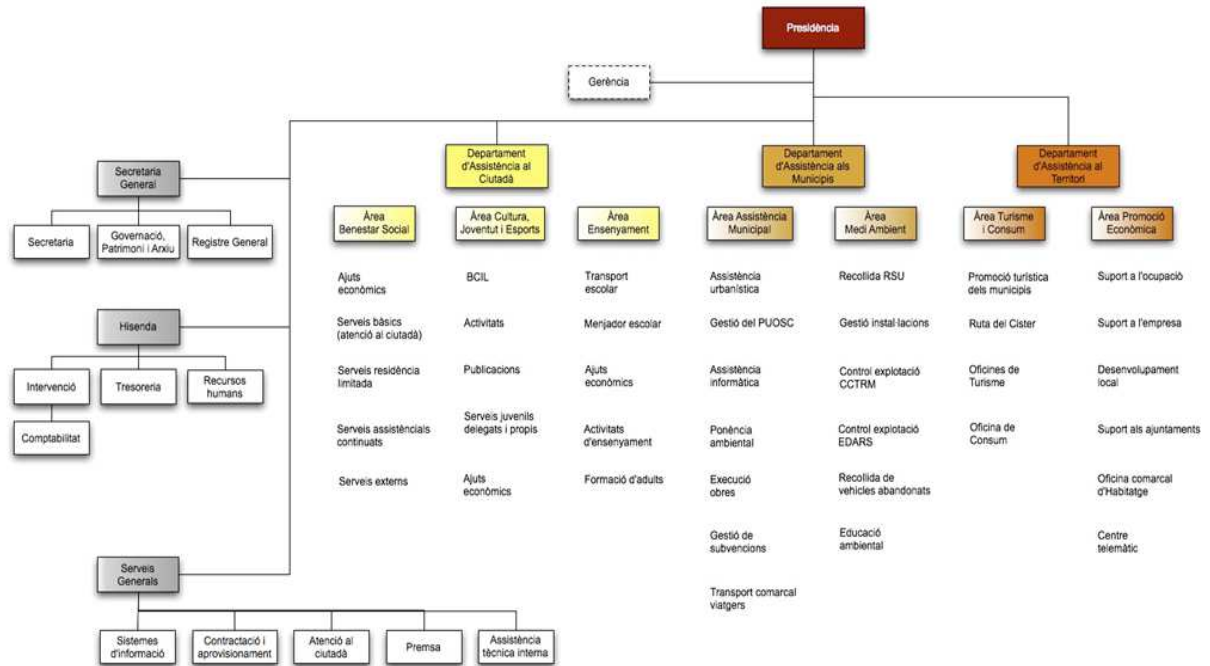 Presidència
Gerència
Departament
d'Assistència al
Ciutadà
Departament
d'Assistència als
Municipis
Departament
d'Assistència al
Territori
Secretaria
General
Secretaria
Governació,
Patrimoni i Arxiu
Registre General
Hisenda
Intervenció
Tresoreria
Recursos
humans
Comptabilitat
Àrea
Benestar Social
Ajuts
econòmics
Serveis bàsics
(atenció al ciutadà)
Serveis residència
limitada
Serveis assistèncials
continuats
Serveis externs
Àrea Cultura,
Joventut i Esports
BCIL
Activitats
Publicacions
Serveis juvenils
delegats i propis
Ajuts
econòmics
Àrea
Ensenyament
Transport
escolar
Menjador escolar
Ajuts
econòmics
Activitats
d'ensenyament
Formació d'adults
Àrea Assistència
Municipal
Assistència
urbanística
Gestió del PUOSC
Assistència
informàtica
Ponència
ambiental
Execució
obres
Gestió de
subvencions
Transport comarcal
viatgers
Àrea
Medi Ambient
Recollida RSU
Gestió instal·lacions
Control explotació
CCTRM
Control explotació
EDARS
Recollida de
vehicles abandonats
Educació
ambiental
Àrea Turisme
i Consum
Promoció turística
dels municipis
Ruta del Císter
Oficines de
Turisme
Oficina de
Consum
Àrea Promoció
Econòmica
Suport a l'ocupació
Suport a l'empresa
Desenvolupament
local
Suport als ajuntaments
Oficina comarcal
d'Habitatge
Centre
telemàtic
Serveis
Generals
Sistemes
d'informació
Contractació i
aprovisionament
Atenció al
ciutadà
Premsa
Assistència
tècnica interna